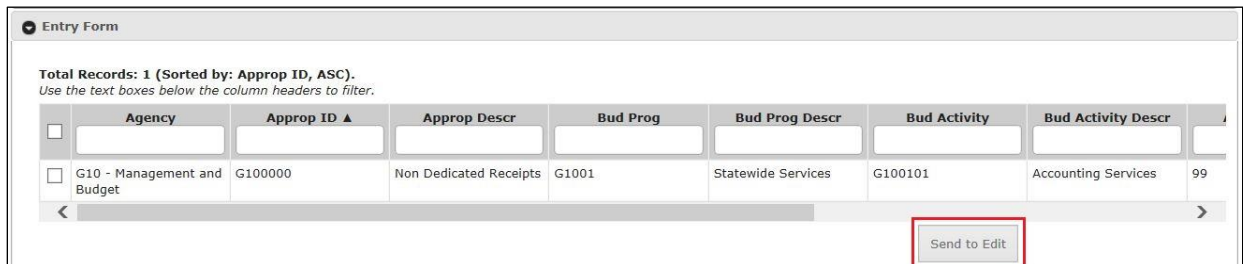 Entry Form
Total Records: 1 (Sorted by: Approp ID, ASC).
Use the text boxes below the column headers to filter.
Agency Approp ID ▲ Approp Descr Bud Prog Bud Prog Descr Bud Activity Bud Activity Descr
G10 - Management and Budget G100000 Non Dedicated Receipts G1001 Statewide Services G100101 Accounting Services 99
Send to Edit